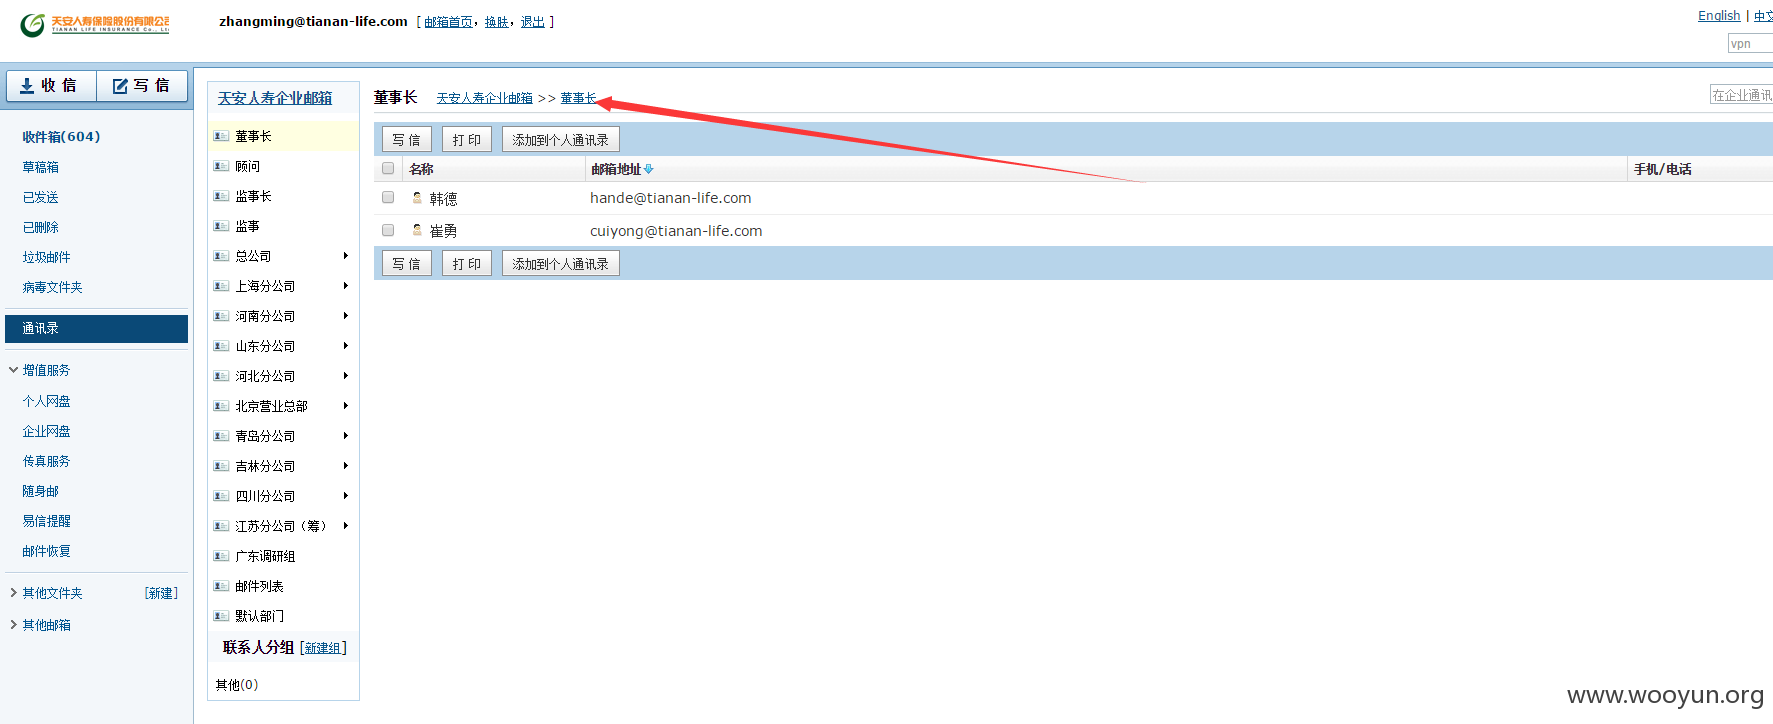 天安人寿保险股份有限公司
TIANAN LIFE INSURANCE Co., Lt
zhangming@tianan-life.com [ 邮箱首页, 换肤, 退出 ]
English | 中文
vpn
收 信
写 信
收件箱(604)
草稿箱
已发送
已删除
垃圾邮件
病毒文件夹
通讯录
增值服务
个人网盘
企业网盘
传真服务
随身邮
易信提醒
邮件恢复
其他文件夹 [新建]
其他邮箱
天安人寿企业邮箱
董事长
顾问
监事长
监事
总公司
上海分公司
河南分公司
山东分公司
河北分公司
北京营业总部
青岛分公司
吉林分公司
四川分公司
江苏分公司（筹）
广东调研组
邮件列表
默认部门
联系人分组 [新建组]
其他(0)
董事长 天安人寿企业邮箱 >> 董事长
在企业通讯
写 信 打 印 添加到个人通讯录
名称 邮箱地址 手机/电话
韩德 hande@tianan-life.com
崔勇 cuiyong@tianan-life.com
写 信 打 印 添加到个人通讯录
www.wooyun.org